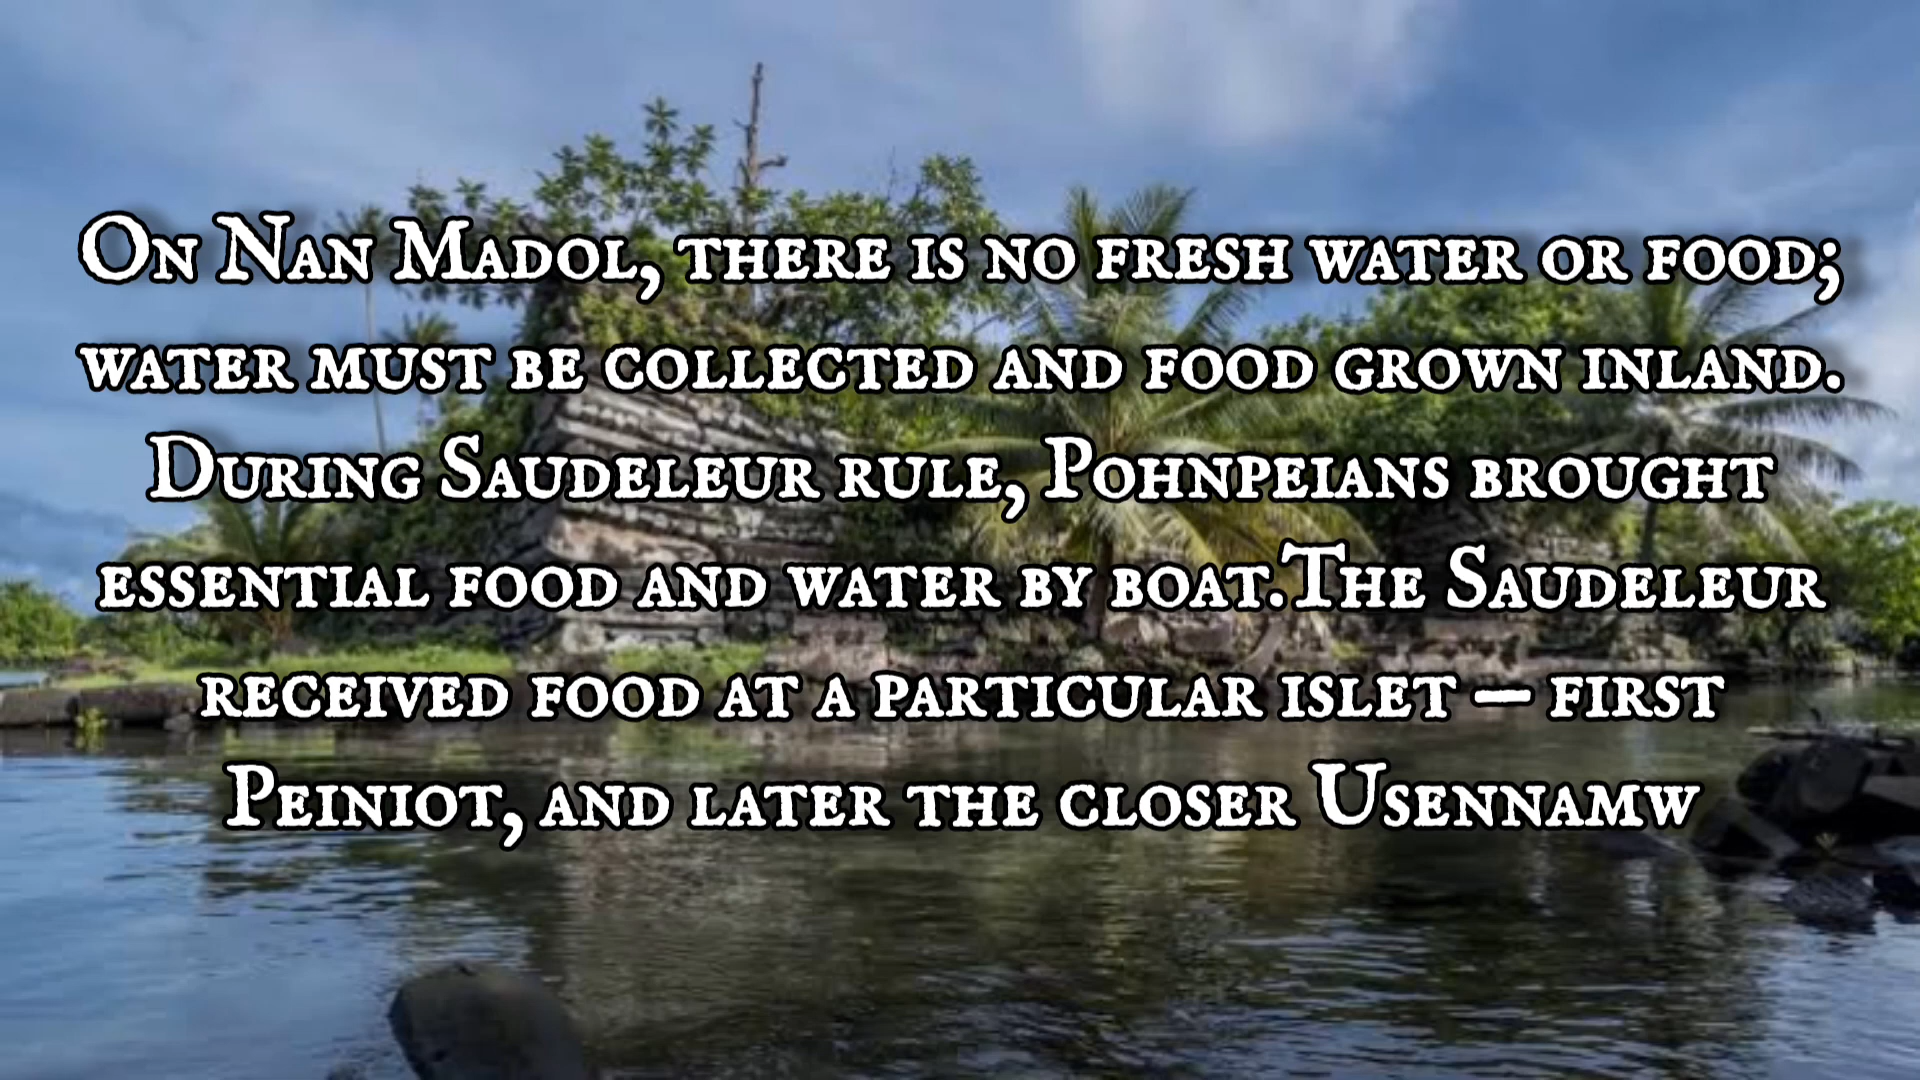 On Nan Madol, there is no fresh water or food;
water must be collected and food grown inland.
During Saudeleur rule, Pohnpeians brought
essential food and water by boat.The Saudeleur
received food at a particular islet — first
Peiniot, and later the closer Usennamw